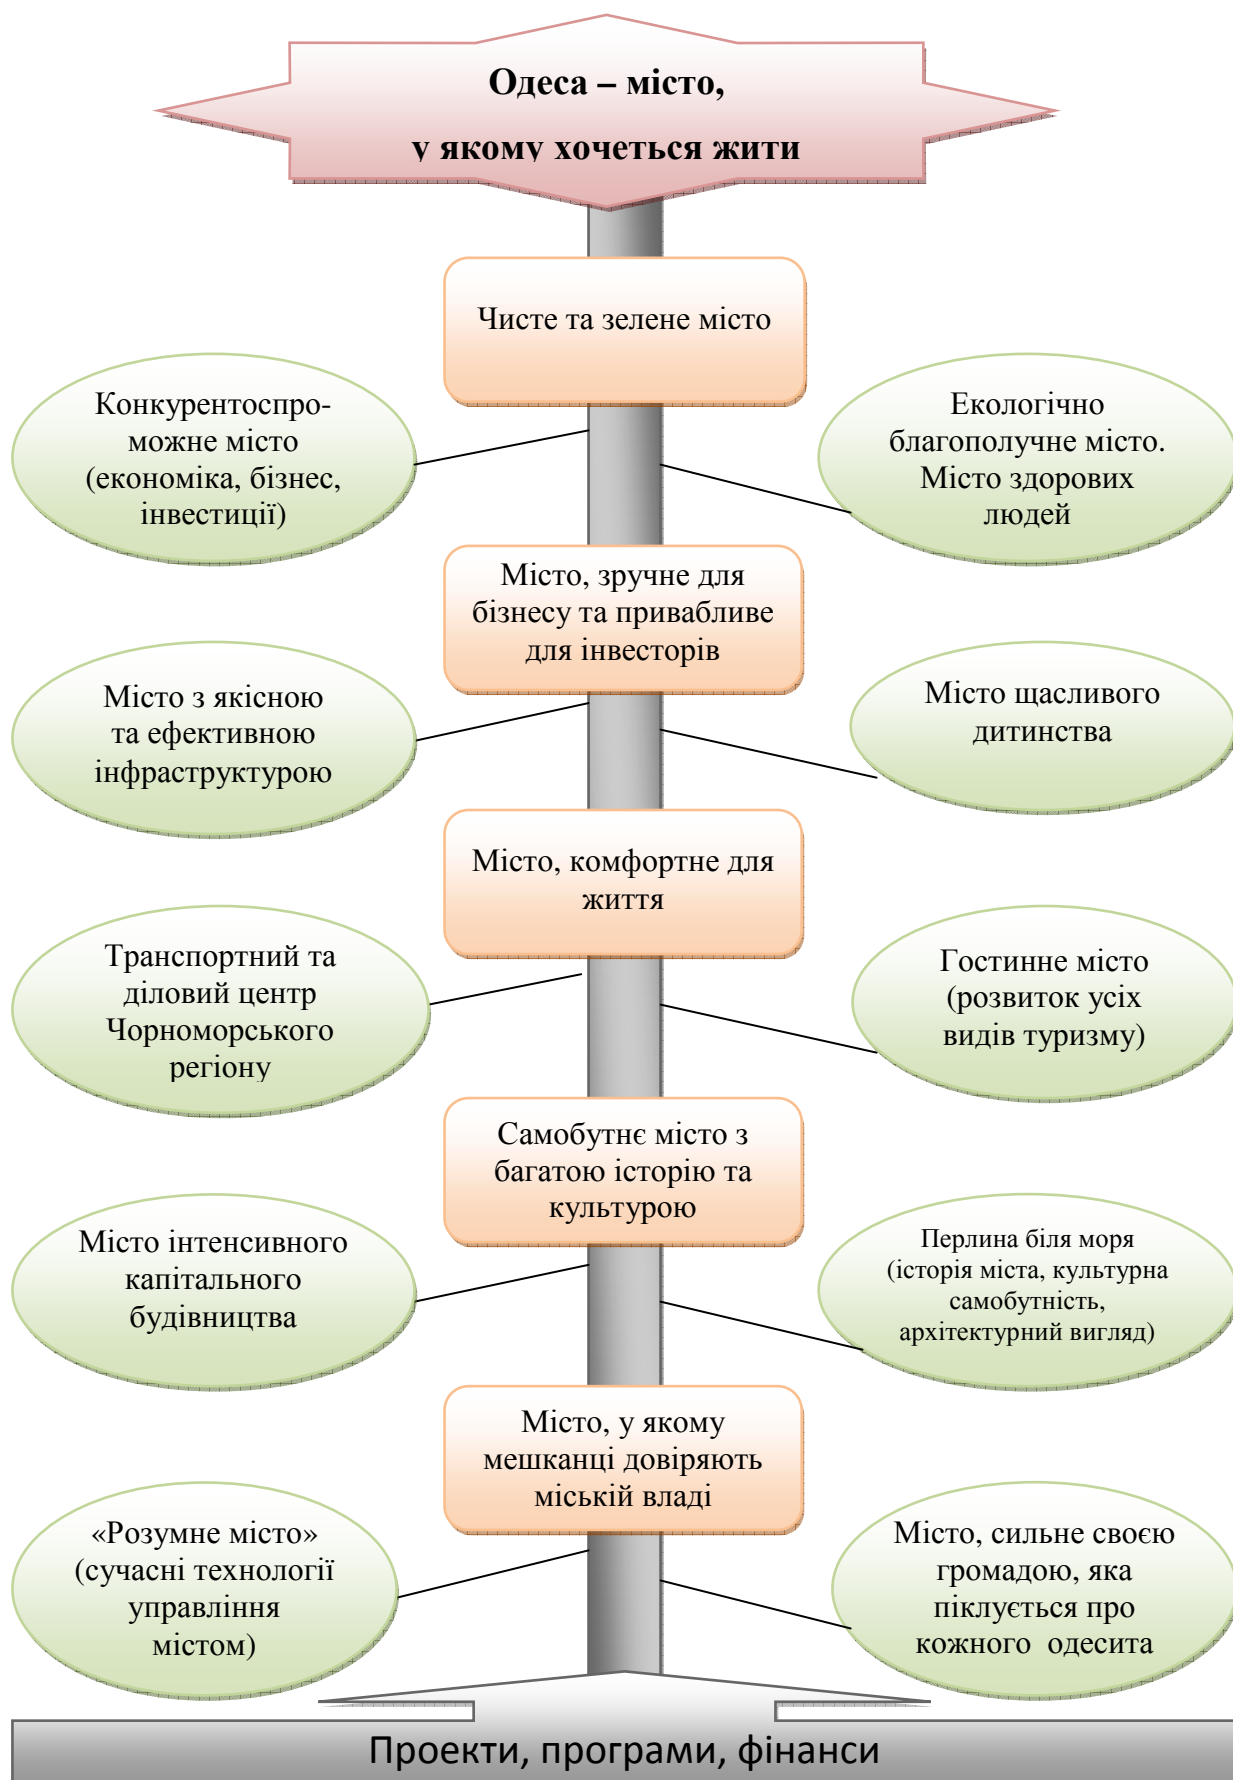 Одеса – місто,
у якому хочеться жити
Чисте та зелене місто
Конкурентоспро-
можне місто
(економіка, бізнес,
інвестиції)
Екологічно
благополучне місто.
Місто здорових
людей
Місто, зручне для
бізнесу та привабливе
для інвесторів
Місто з якісною
та ефективною
інфраструктурою
Місто щасливого
дитинства
Місто, комфортне для
життя
Транспортний та
діловий центр
Чорноморського
регіону
Гостинне місто
(розвиток усіх
видів туризму)
Самобутнє місто з
багатою історію та
культурою
Місто інтенсивного
капітального
будівництва
Перлина біля моря
(історія міста, культурна
самобутність,
архітектурний вигляд)
Місто, у якому
мешканці довіряють
міській владі
«Розумне місто»
(сучасні технології
управління
містом)
Місто, сильне своєю
громадою, яка
піклується про
кожного одесита
Проекти, програми, фінанси